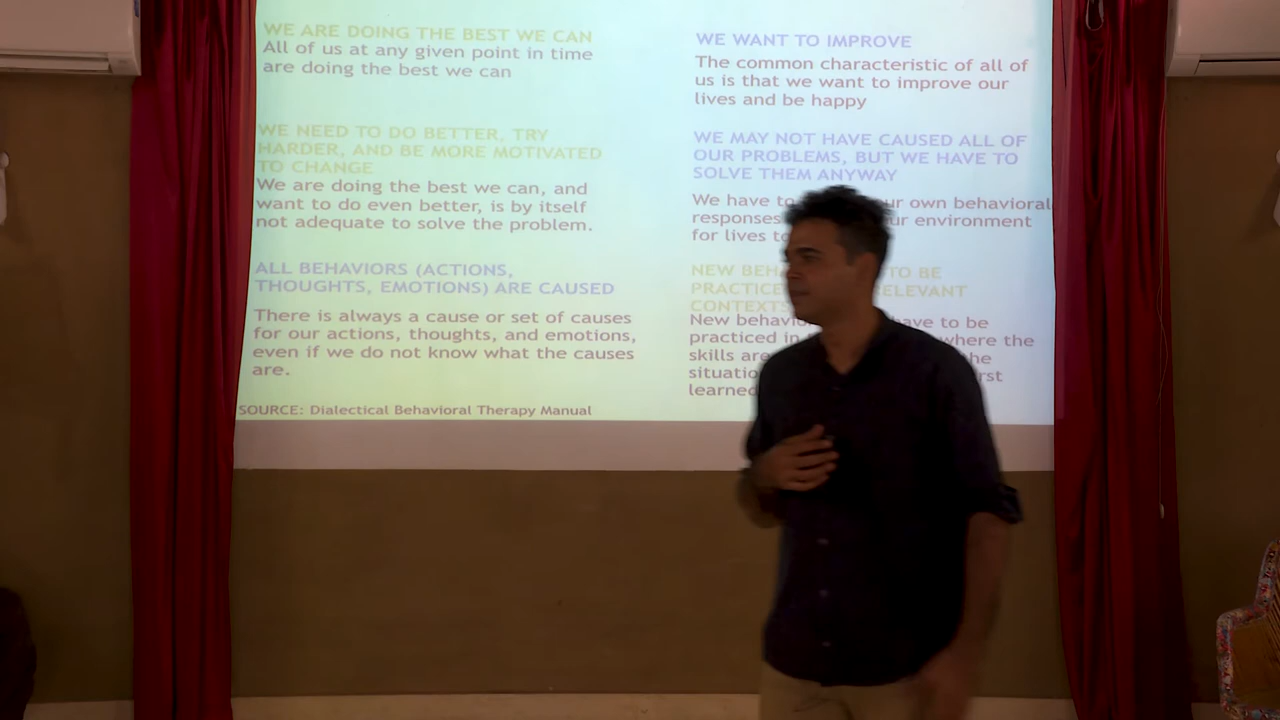 WE ARE DOING THE BEST WE CAN
All of us at any given point in time
are doing the best we can
WE NEED TO DO BETTER, TRY
HARDER, AND BE MORE MOTIVATED
TO CHANGE
We are doing the best we can, and
want to do even better, is by itself
not adequate to solve the problem.
ALL BEHAVIORS (ACTIONS,
THOUGHTS, EMOTIONS) ARE CAUSED
There is always a cause or set of causes
for our actions, thoughts, and emotions,
even if we do not know what the causes
are.
SOURCE: Dialectical Behavioral Therapy Manual
WE WANT TO IMPROVE
The common characteristic of all of
us is that we want to improve our
lives and be happy
WE MAY NOT HAVE CAUSED ALL OF
OUR PROBLEMS, BUT WE HAVE TO
SOLVE THEM ANYWAY
We have to own behavioral
responses environment
for lives
NEW TO BE
CONTEXTS
New have to be
practiced in where the
skills are
learned